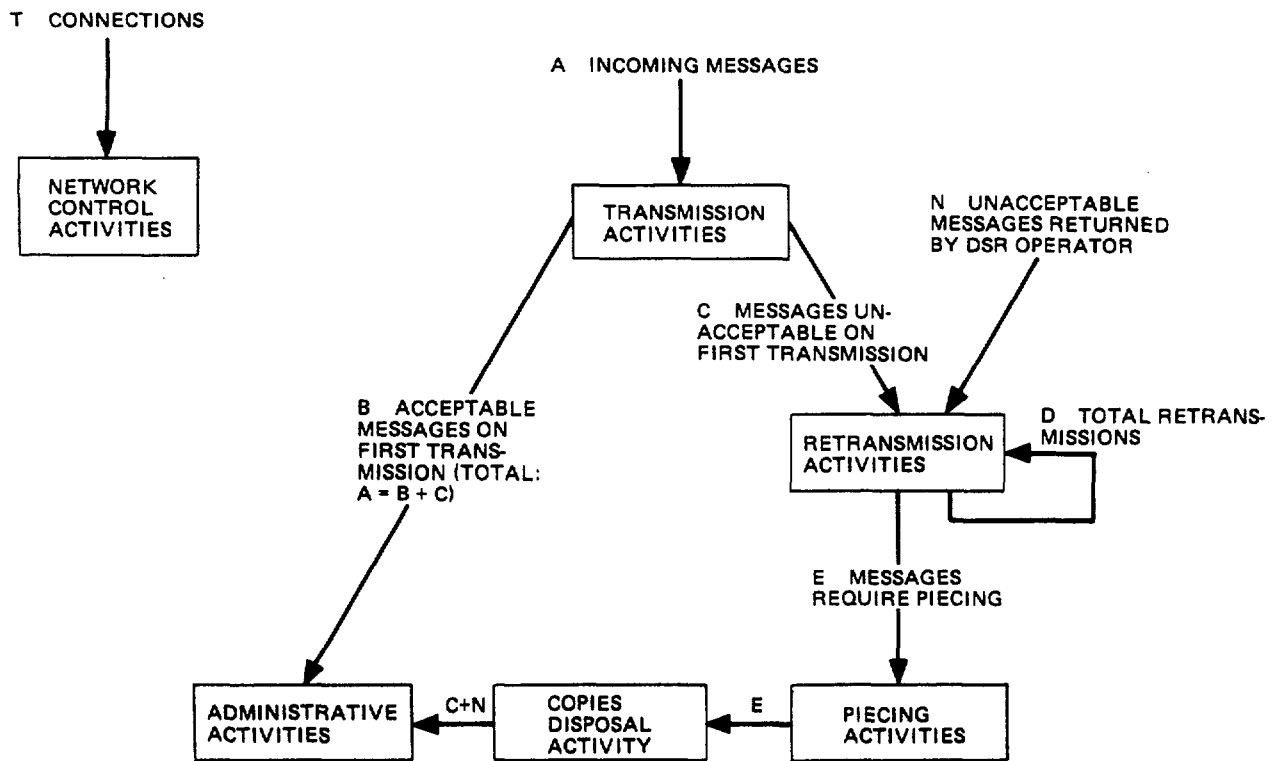 T CONNECTIONS
A INCOMING MESSAGES
NETWORK
CONTROL
ACTIVITIES
TRANSMISSION
ACTIVITIES
N UNACCEPTABLE
MESSAGES RETURNED
BY DSR OPERATOR
C MESSAGES UN-
ACCEPTABLE ON
FIRST TRANSMISSION
B ACCEPTABLE
MESSAGES ON
FIRST TRANS-
MISSION (TOTAL:
A = B + C)
D TOTAL RETRANS-
MISSIONS
RETRANSMISSION
ACTIVITIES
E MESSAGES
REQUIRE PIECING
ADMINISTRATIVE
ACTIVITIES
C+N
COPIES
DISPOSAL
ACTIVITY
E
PIECING
ACTIVITIES